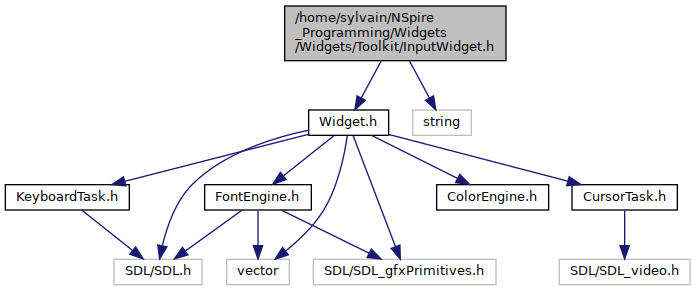 /home/sylvain/NSpire
_Programming/Widgets
/Widgets/Toolkit/InputWidget.h
Widget.h
string
KeyboardTask.h
FontEngine.h
ColorEngine.h
CursorTask.h
SDL/SDL.h
vector
SDL/SDL_gfxPrimitives.h
SDL/SDL_video.h